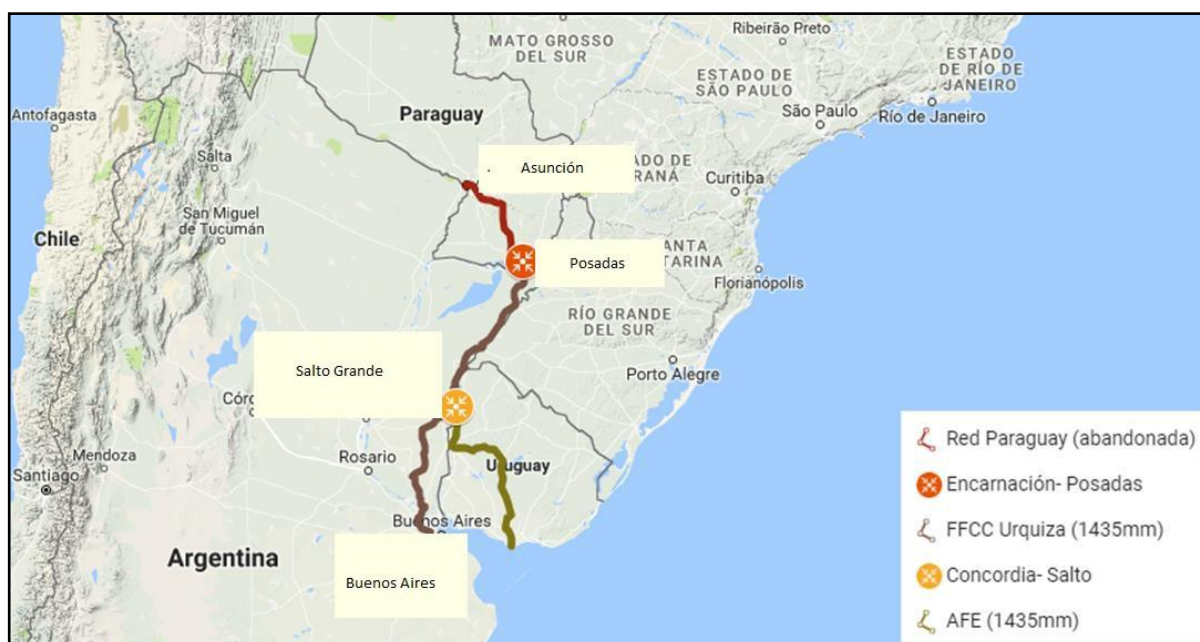 MATO GROSSO
DEL SUR
Ribeirão Preto
ESTADO
DE RÍO DE
JANEIRO
ESTADO DE
SÃO PAULO
Antofagasta
Paraguay
São Paulo
Río de Janeiro
Salta
Asunción
ADO DE
RANÁ
Curitiba
San Miguel
de Tucumán
Chile
Posadas
ANTA
TARINA
Florianópolis
RÍO GRANDE
DEL SUR
Salto Grande
Porto Alegre
Córd
Mendoza
Rosario
Uruguay
Santiago
Buenos Aires
Argentina
Buenos Aires
Red Paraguay (abandonada)
Encarnación- Posadas
FFCC Urquiza (1435mm)
Concordia- Salto
AFE (1435mm)